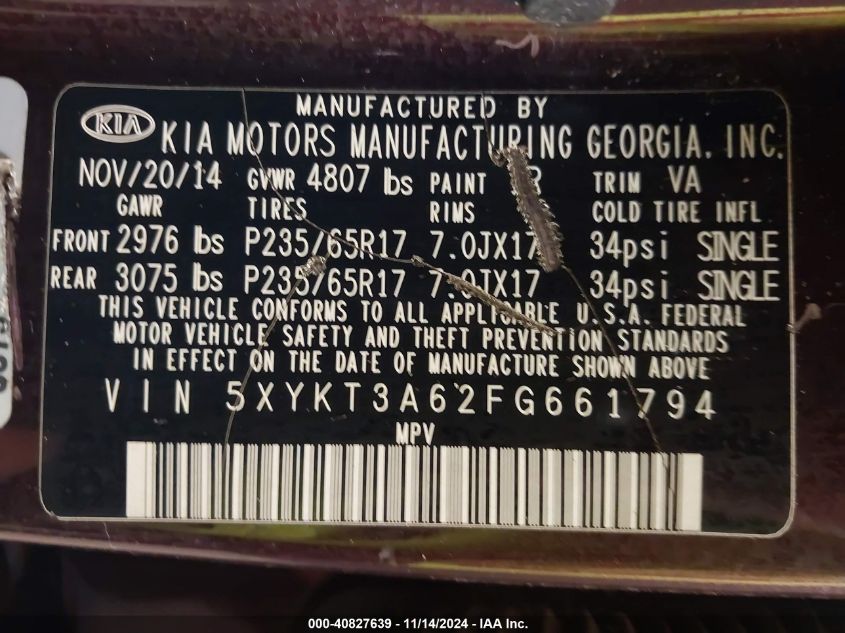 MANUFACTURED BY
KIA KIA MOTORS MANUFACTURING GEORGIA, INC.
NOV/20/14 GVWR 4807 lbs PAINT TRIM VA
GAWR TIRES RIMS COLD TIRE INFL
FRONT 2976 lbs P235/65R17 7.0JX17 34psi SINGLE
REAR 3075 lbs P235/65R17 7.0JX17 34psi SINGLE
THIS VEHICLE CONFORMS TO ALL APPLICABLE U.S.A. FEDERAL
MOTOR VEHICLE SAFETY AND THEFT PREVENTION STANDARDS
IN EFFECT ON THE DATE OF MANUFACTURE SHOWN ABOVE
VIN 5XYKT3A62FG661794
MPV
000-40827639 - 11/14/2024 - IAA Inc.